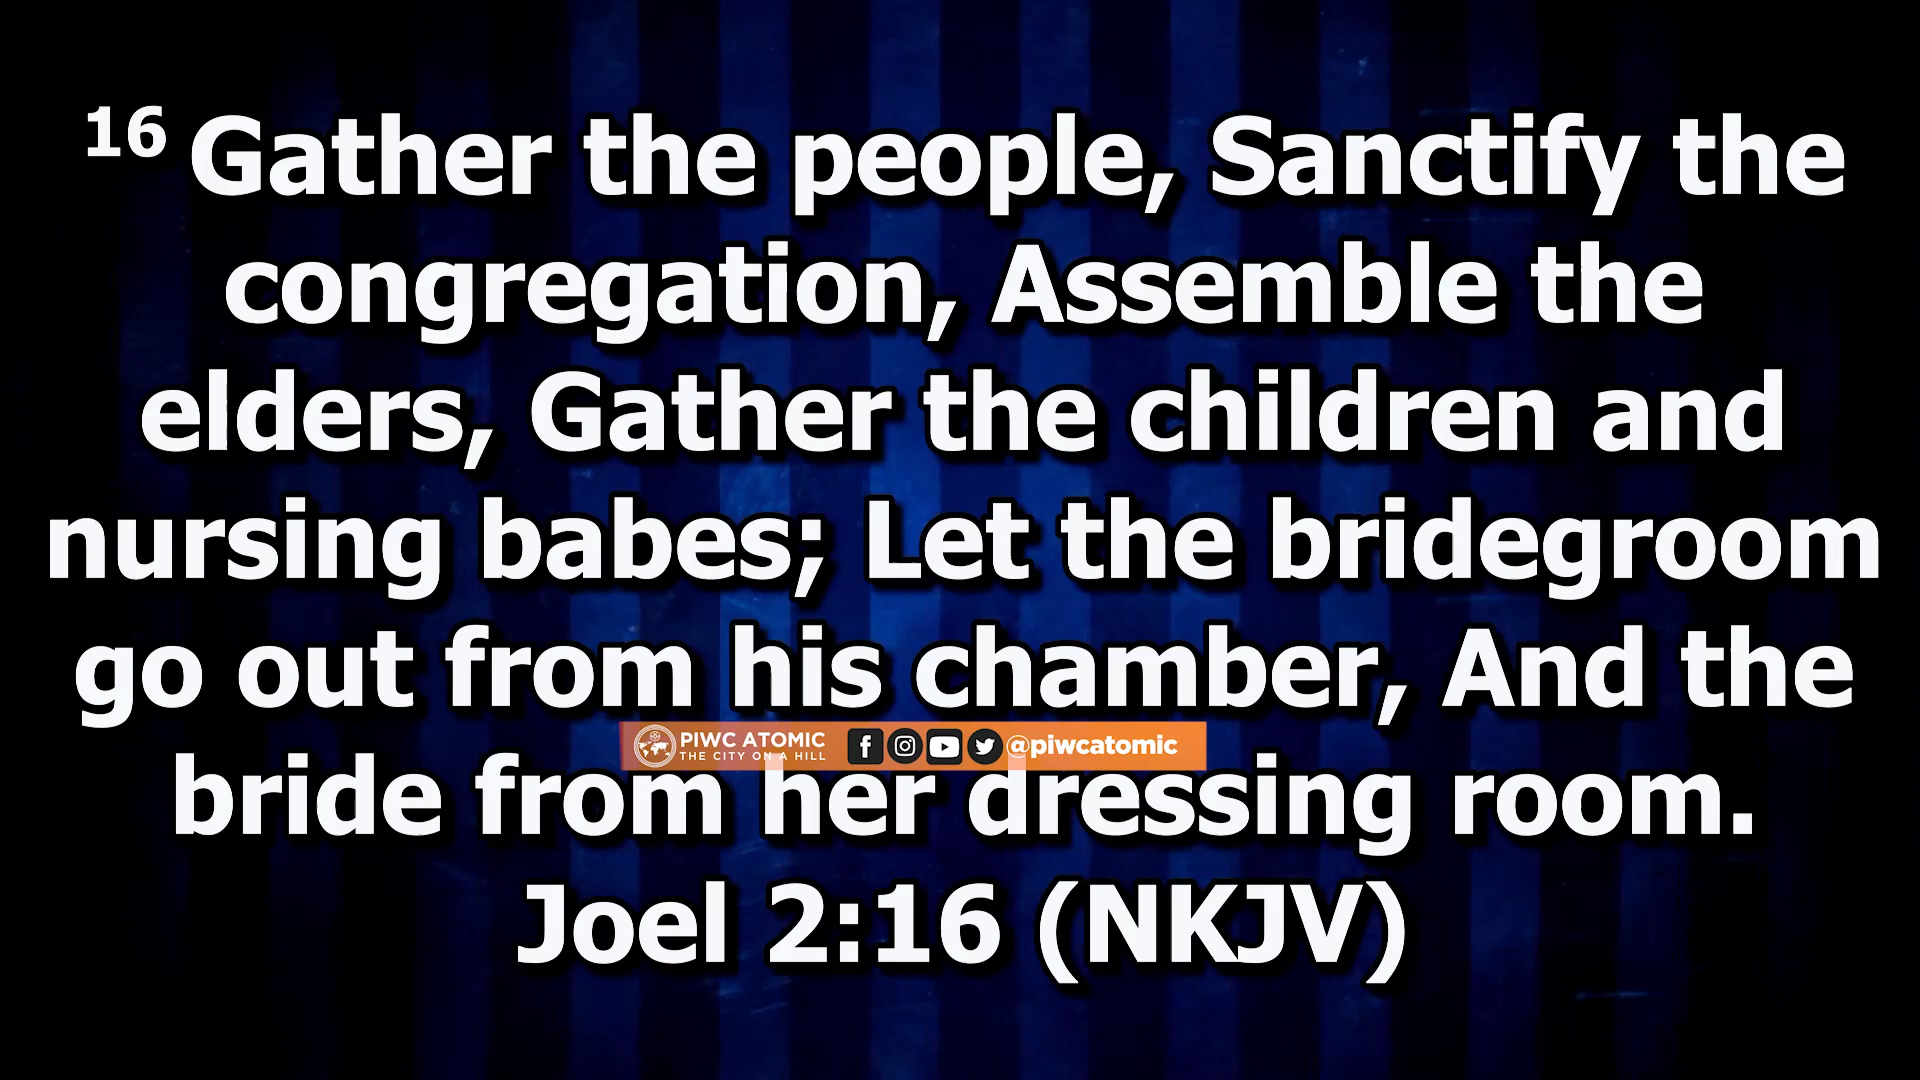 16 Gather the people, Sanctify the
congregation, Assemble the
elders, Gather the children and
nursing babes; Let the bridegroom
go out from his chamber, And the
PIWC ATOMIC
THE CITY ON A HILL
@piwcatomic
bride from her dressing room.
Joel 2:16 (NKJV)